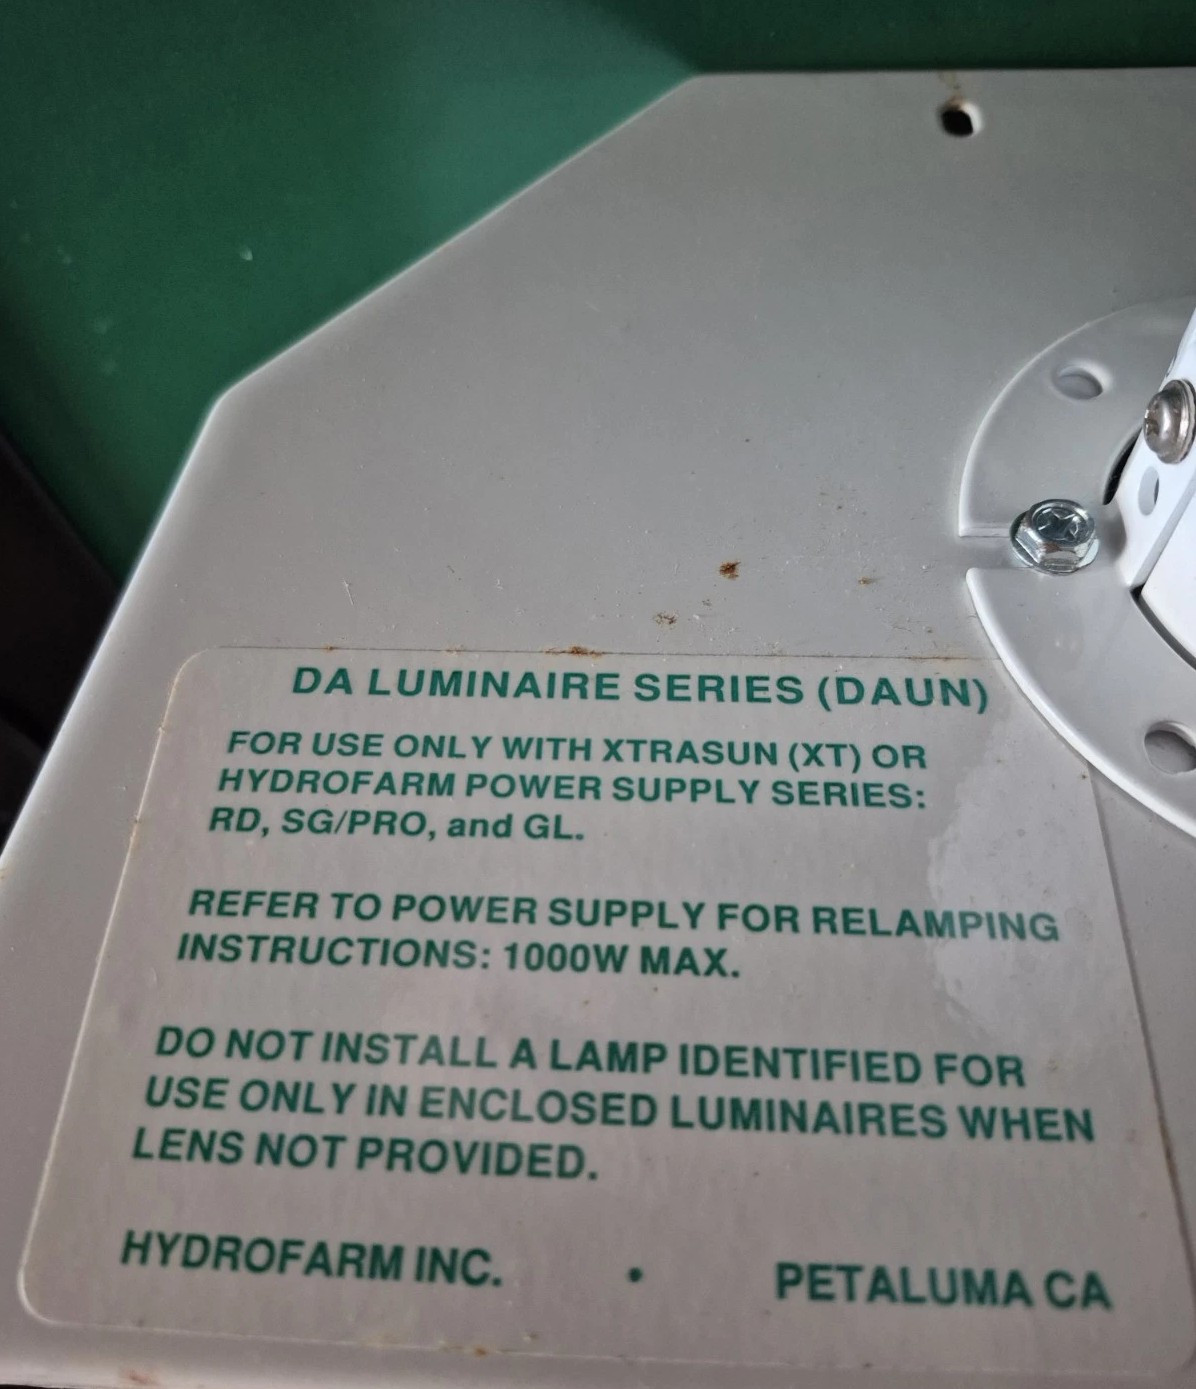 DA LUMINAIRE SERIES (DAUN)
FOR USE ONLY WITH XTRASUN (XT) OR
HYDROFARM POWER SUPPLY SERIES:
RD, SG/PRO, and GL.
REFER TO POWER SUPPLY FOR RELAMPING
INSTRUCTIONS: 1000W MAX.
DO NOT INSTALL A LAMP IDENTIFIED FOR
USE ONLY IN ENCLOSED LUMINAIRES WHEN
LENS NOT PROVIDED.
HYDROFARM INC. • PETALUMA CA